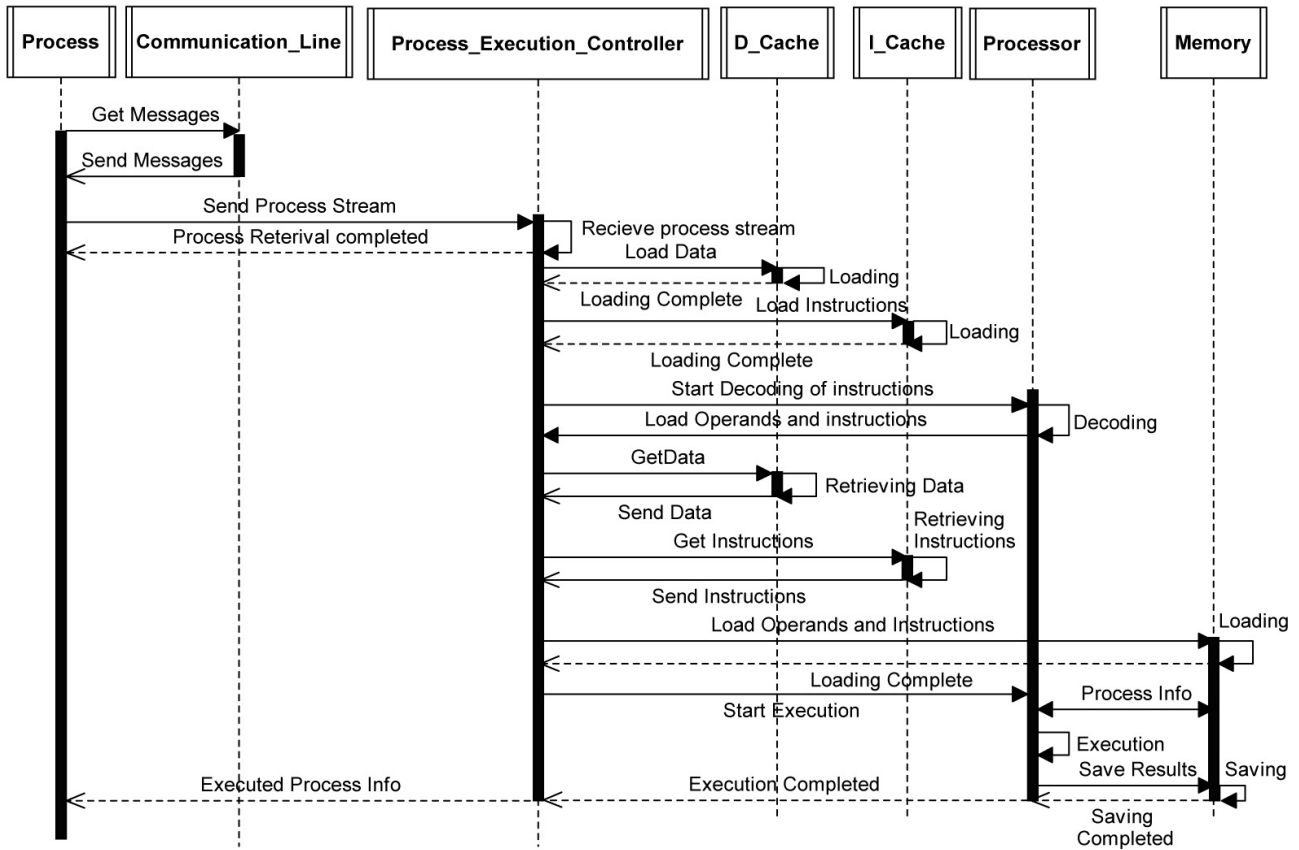 Process
Communication_Line
Process_Execution_Controller
D_Cache
I_Cache
Processor
Memory
Get Messages
Send Messages
Send Process Stream
Recieve process stream
Process Reterival completed
Load Data
Loading
Loading Complete
Load Instructions
Loading
Loading Complete
Start Decoding of instructions
Load Operands and instructions
Decoding
GetData
Retrieving Data
Send Data
Retrieving
Instructions
Get Instructions
Send Instructions
Load Operands and Instructions
Loading
Loading Complete
Process Info
Start Execution
Execution
Save Results
Saving
Executed Process Info
Execution Completed
Saving
Completed